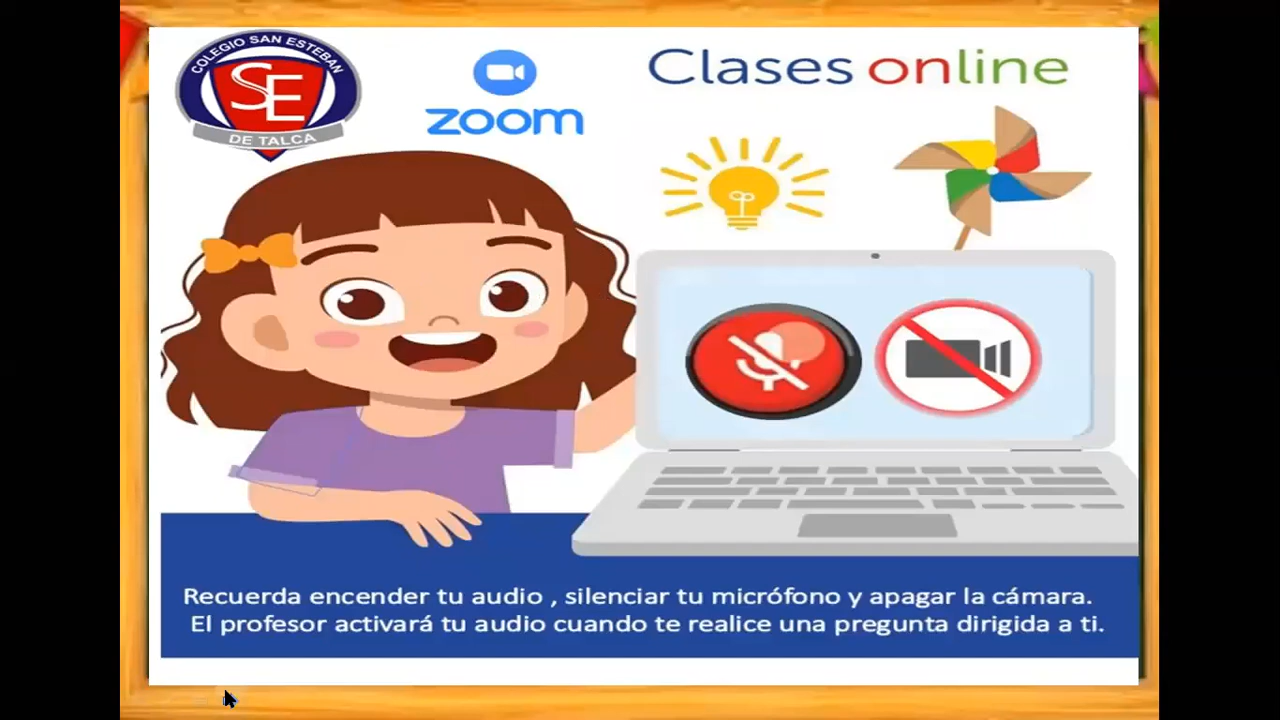 COLEGIO SAN ESTEBAN
SE
DE TALCA
zoom
Clases online
Recuerda encender tu audio , silenciar tu micrófono y apagar la cámara.
El profesor activará tu audio cuando te realice una pregunta dirigida a ti.